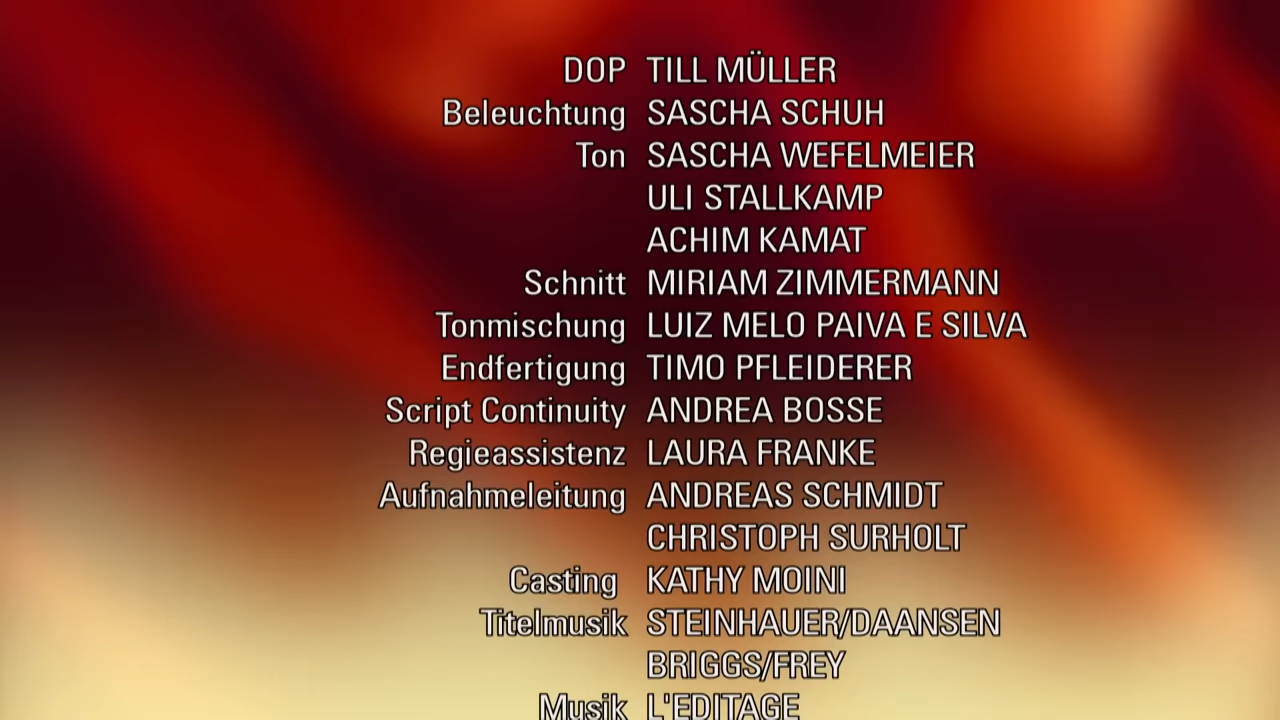 DOP TILL MÜLLER
Beleuchtung SASCHA SCHUH
Ton SASCHA WEFELMEIER
ULI STALLKAMP
ACHIM KAMAT
Schnitt MIRIAM ZIMMERMANN
Tonmischung LUIZ MELO PAIVA E SILVA
Endfertigung TIMO PFLEIDERER
Script Continuity ANDREA BOSSE
Regieassistenz LAURA FRANKE
Aufnahmeleitung ANDREAS SCHMIDT
CHRISTOPH SURHOLT
Casting KATHY MOINI
Titelmusik STEINHAUER/DAANSEN
BRIGGS/FREY
Musik L'EDITAGE